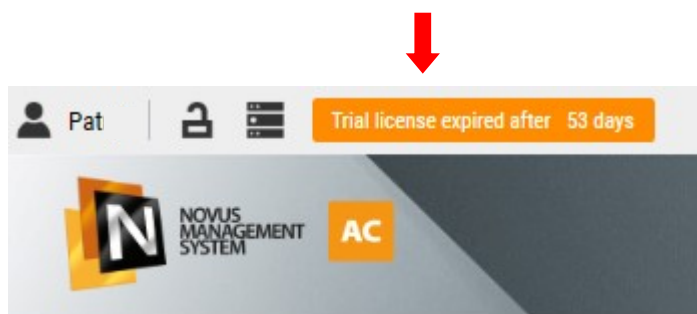 Pat
Trial license expired after 53 days
N
NOVUS
MANAGEMENT
SYSTEM
AC